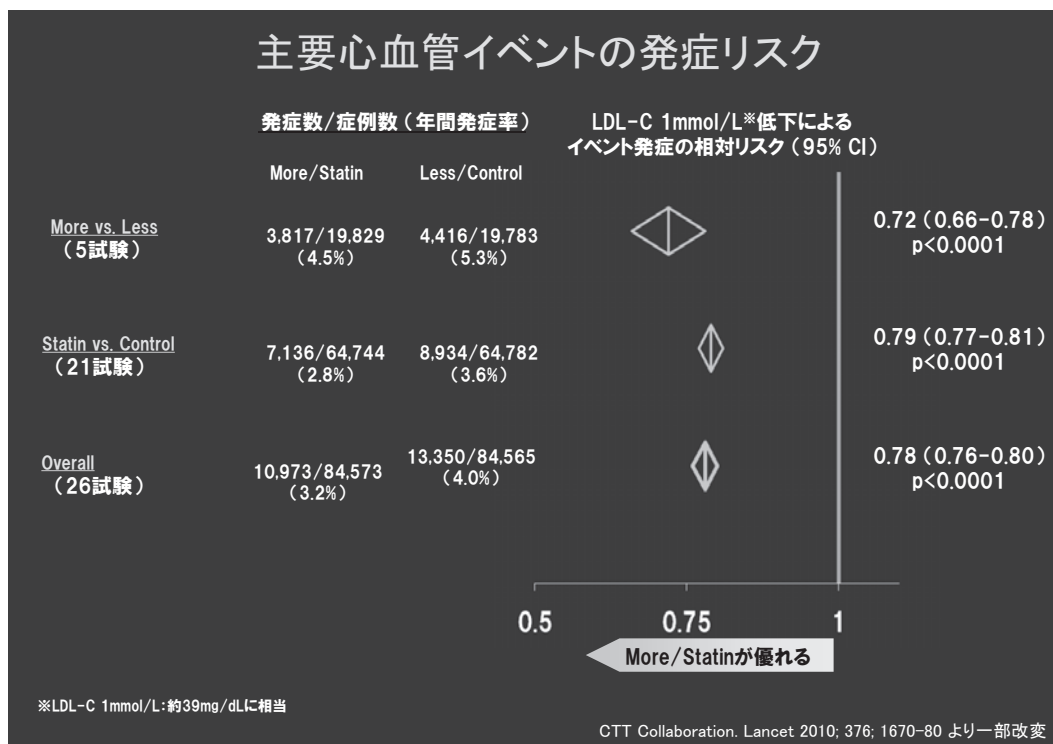 主要心血管イベントの発症リスク
発症数/症例数（年間発症率）
LDL-C 1mmol/L※低下による
イベント発症の相対リスク（95% CI）
More/Statin
Less/Control
More vs. Less
（5試験）
3,817/19,829
（4.5%）
4,416/19,783
（5.3%）
0.72（0.66-0.78）
p<0.0001
Statin vs. Control
（21試験）
7,136/64,744
（2.8%）
8,934/64,782
（3.6%）
0.79（0.77-0.81）
p<0.0001
Overall
（26試験）
10,973/84,573
（3.2%）
13,350/84,565
（4.0%）
0.78（0.76-0.80）
p<0.0001
0.5
0.75
1
More/Statinが優れる
※LDL-C 1mmol/L：約39mg/dLに相当
CTT Collaboration. Lancet 2010; 376; 1670-80 より一部改変